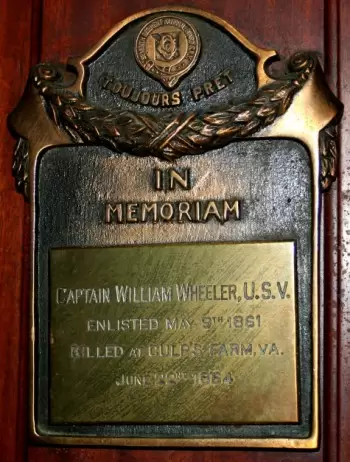 TOUJOURS PRET
IN
MEMORIAM
CAPTAIN WILLIAM WHEELER, U.S.V.
ENLISTED MAY 9TH 1861
KILLED AT CULP'S FARM, VA.
JUNE 22ND 1864